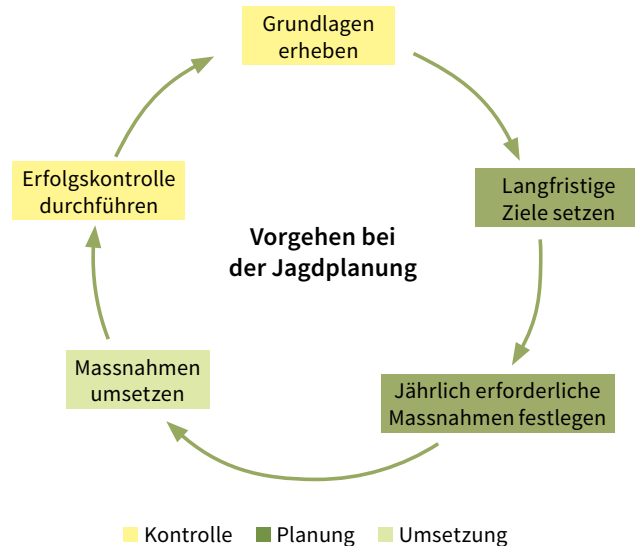 Grundlagen
erheben
Langfristige
Ziele setzen
Jährlich erforderliche
Massnahmen festlegen
Massnahmen
umsetzen
Erfolgskontrolle
durchführen
Vorgehen bei
der Jagdplanung
Kontrolle Planung Umsetzung